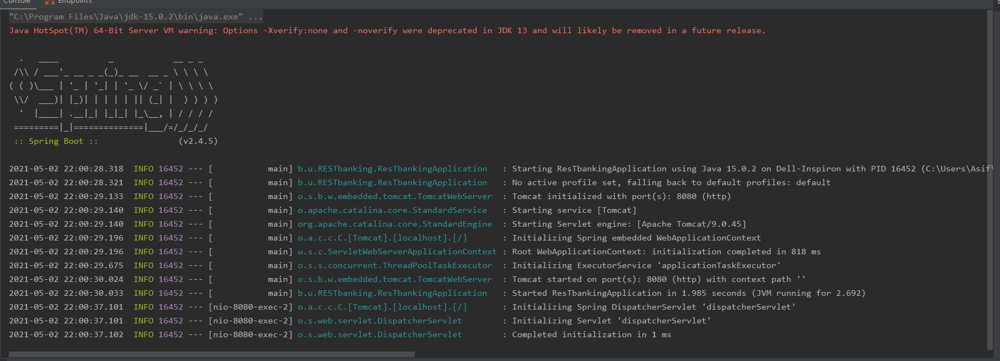 Console Endpoints
"C:\Program Files\Java\jdk-15.0.2\bin\java.exe" ...
Java HotSpot(TM) 64-Bit Server VM warning: Options -Xverify:none and -noverify were deprecated in JDK 13 and will likely be removed in a future release.
  .   ____          _            __ _ _
 /\\ / ___'_ __ _ _(_)_ __  __ _ \ \ \ \
( ( )\___ | '_ | '_| | '_ \/ _` | \ \ \ \
 \\/  ___)| |_)| | | | | || (_| |  ) ) ) )
  '  |____| .__|_| |_|_| |_\__, | / / / /
 =========|_|==============|___/=/_/_/_/
 :: Spring Boot ::                (v2.4.5)
2021-05-02 22:00:28.318  INFO 16452 --- [           main] b.u.RESTbanking.ResTbankingApplication   : Starting ResTbankingApplication using Java 15.0.2 on Dell-Inspiron with PID 16452 (C:\Users\Asif\
2021-05-02 22:00:28.321  INFO 16452 --- [           main] b.u.RESTbanking.ResTbankingApplication   : No active profile set, falling back to default profiles: default
2021-05-02 22:00:29.133  INFO 16452 --- [           main] o.s.b.w.embedded.tomcat.TomcatWebServer  : Tomcat initialized with port(s): 8080 (http)
2021-05-02 22:00:29.140  INFO 16452 --- [           main] o.apache.catalina.core.StandardService   : Starting service [Tomcat]
2021-05-02 22:00:29.140  INFO 16452 --- [           main] org.apache.catalina.core.StandardEngine  : Starting Servlet engine: [Apache Tomcat/9.0.45]
2021-05-02 22:00:29.196  INFO 16452 --- [           main] o.a.c.c.C.[Tomcat].[localhost].[/]       : Initializing Spring embedded WebApplicationContext
2021-05-02 22:00:29.196  INFO 16452 --- [           main] w.s.c.ServletWebServerApplicationContext : Root WebApplicationContext: initialization completed in 818 ms
2021-05-02 22:00:29.675  INFO 16452 --- [           main] o.s.s.concurrent.ThreadPoolTaskExecutor  : Initializing ExecutorService 'applicationTaskExecutor'
2021-05-02 22:00:30.024  INFO 16452 --- [           main] o.s.b.w.embedded.tomcat.TomcatWebServer  : Tomcat started on port(s): 8080 (http) with context path ''
2021-05-02 22:00:30.033  INFO 16452 --- [           main] b.u.RESTbanking.ResTbankingApplication   : Started ResTbankingApplication in 1.985 seconds (JVM running for 2.692)
2021-05-02 22:00:37.101  INFO 16452 --- [nio-8080-exec-2] o.a.c.c.C.[Tomcat].[localhost].[/]       : Initializing Spring DispatcherServlet 'dispatcherServlet'
2021-05-02 22:00:37.101  INFO 16452 --- [nio-8080-exec-2] o.s.web.servlet.DispatcherServlet        : Initializing Servlet 'dispatcherServlet'
2021-05-02 22:00:37.102  INFO 16452 --- [nio-8080-exec-2] o.s.web.servlet.DispatcherServlet        : Completed initialization in 1 ms